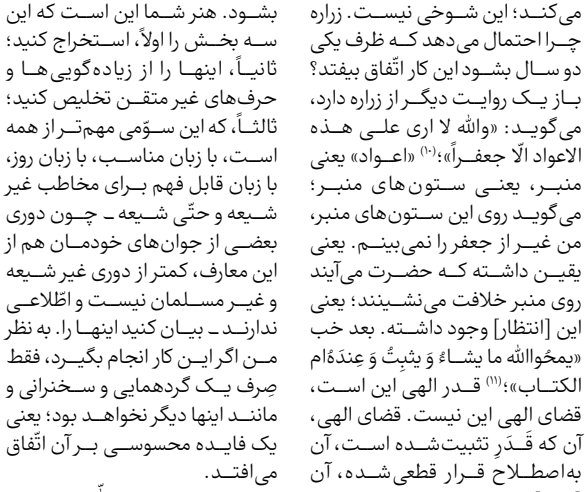 می‌کند؛ این شوخی نیست. زراره
چرا احتمال می‌دهد که ظرف یکی
دو سال بشود این کار اتّفاق بیفتد؟
باز یک روایت دیگر از زراره دارد،
می‌گوید: «والله لا اری علی هذه
الاعواد الّا جعفراً»؛(۱۰) «اعواد» یعنی
منبر، یعنی ستون‌های منبر؛
می‌گوید روی این ستون‌های منبر،
من غیر از جعفر را نمی‌بینم. یعنی
یقین داشته که حضرت می‌آیند
روی منبر خلافت می‌نشینند؛ یعنی
این [انتظار] وجود داشته. بعد خب
«یمحُوالله ما یشاءُ وَ یثبِتُ وَ عِندَهُ‌ام
الکتاب»؛(۱۱) قدر الهی این است،
قضای الهی این نیست. قضای الهی،
آن که قَدَرِ تثبیت‌شده است، آن
به‌اصطلاح قرار قطعی‌شده، آن
بشود. هنر شما این است که این
سه بخش را اولاً، استخراج کنید؛
ثانیاً، اینها را از زیاده‌گویی‌ها و
حرف‌های غیر متقن تخلیص کنید؛
ثالثاً، که این سوّمی مهم‌تر از همه
است، با زبان مناسب، با زبان روز،
با زبان قابل فهم برای مخاطب غیر
شیعه و حتّی شیعه ـ چون دوری
بعضی از جوان‌های خودمان هم از
این معارف، کمتر از دوری غیر شیعه
و غیر مسلمان نیست و اطّلاعی
ندارند ـ بیان کنید اینها را. به نظر
من اگر این کار انجام بگیرد، فقط
صِرف یک گردهمایی و سخنرانی و
مانند اینها دیگر نخواهد بود؛ یعنی
یک فایده محسوسی بر آن اتّفاق
می‌افتد.